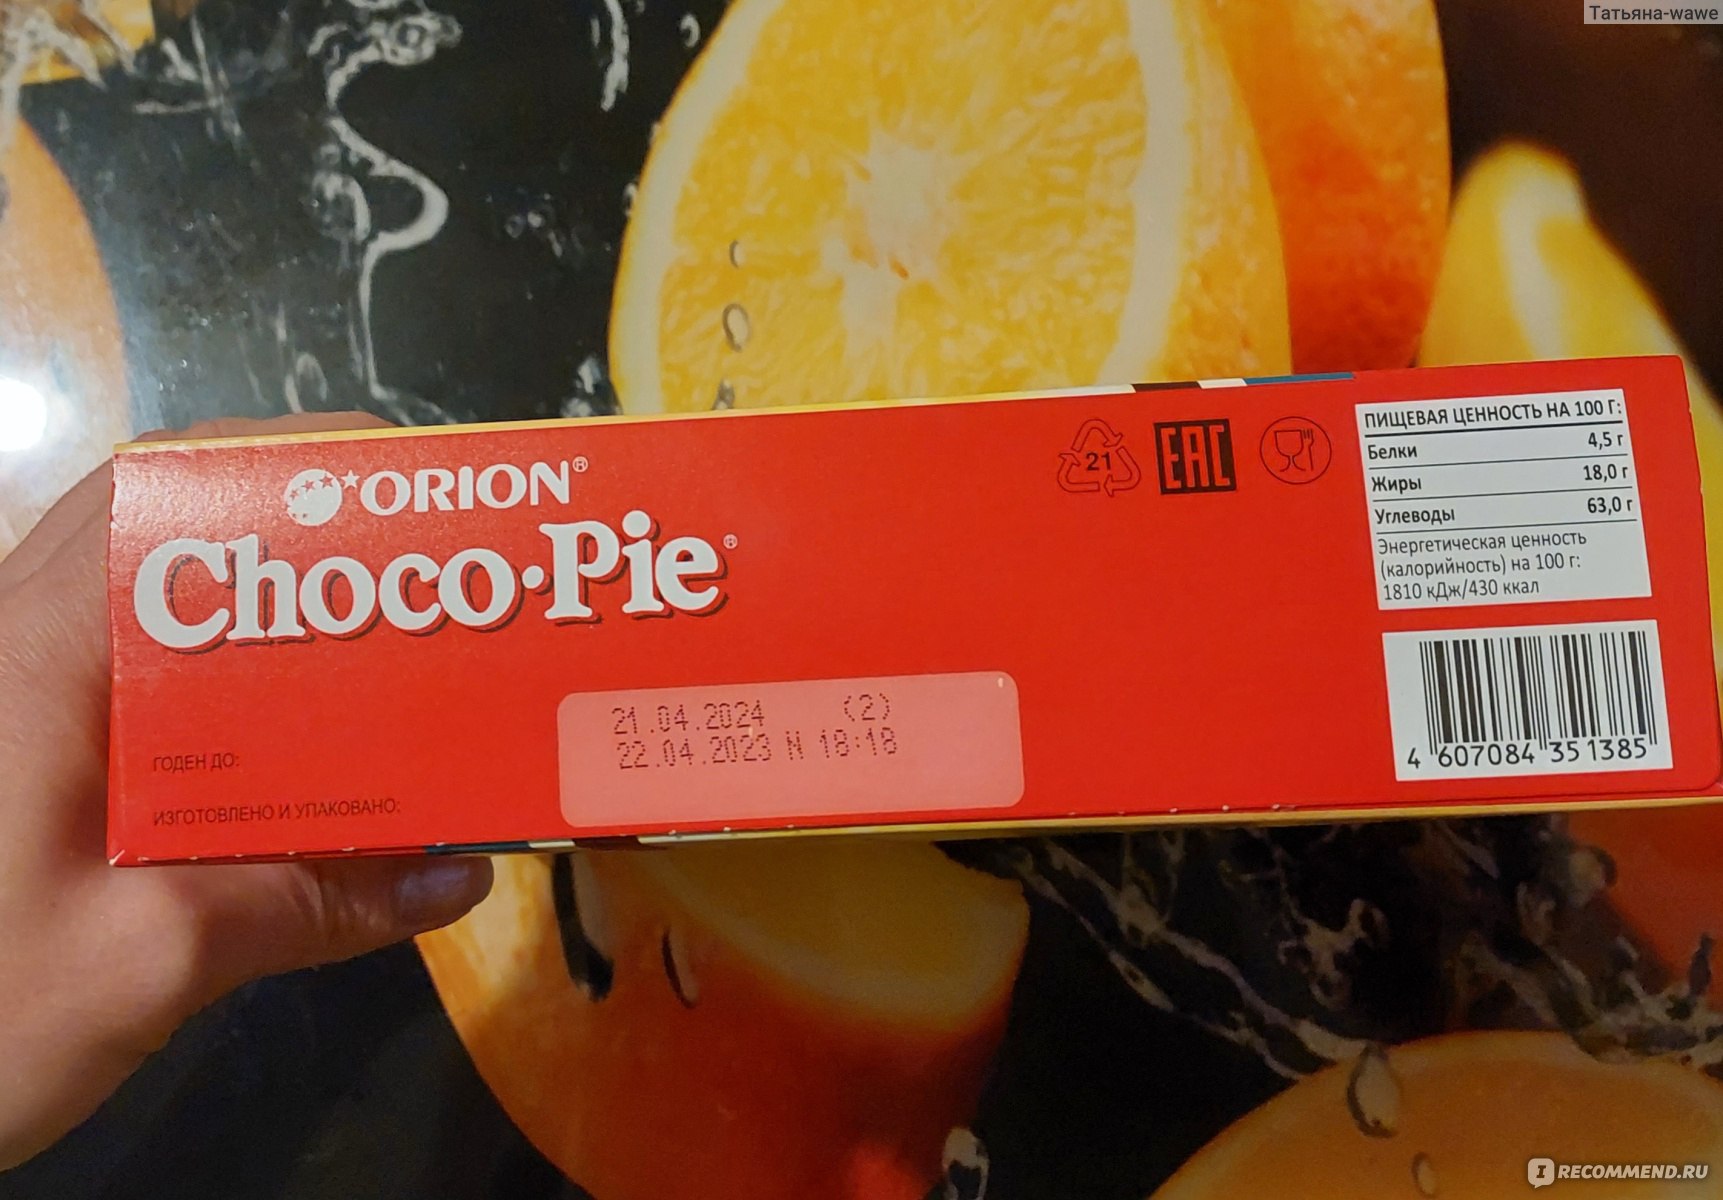 Татьяна-wawe
ORION®
Choco·Pie®
21
EAC
ПИЩЕВАЯ ЦЕННОСТЬ НА 100 Г:
Белки 4,5 г
Жиры 18,0 г
Углеводы 63,0 г
Энергетическая ценность
(калорийность) на 100 г:
1810 кДж/430 ккал
21.04.2024 (2)
22.04.2023 N 18:18
ГОДЕН ДО:
ИЗГОТОВЛЕНО И УПАКОВАНО:
4 607084 351385
IRECOMMEND.RU